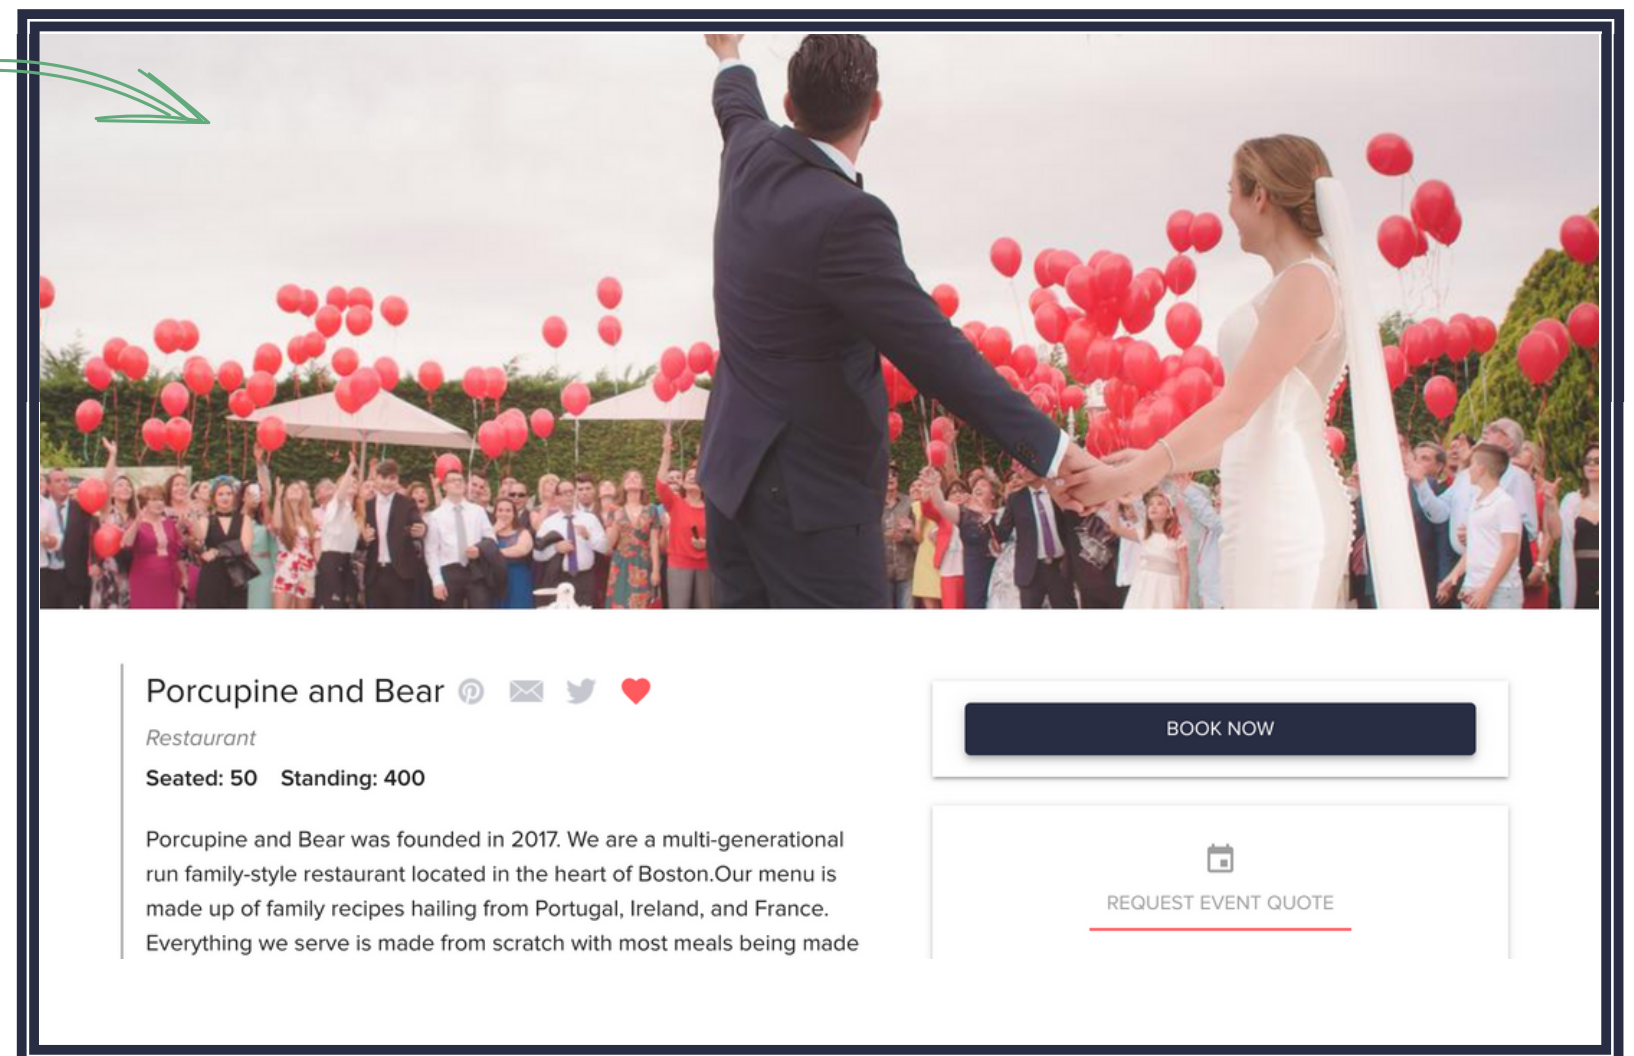 Porcupine and Bear
Restaurant
Seated: 50 Standing: 400
Porcupine and Bear was founded in 2017. We are a multi-generational
run family-style restaurant located in the heart of Boston.Our menu is
made up of family recipes hailing from Portugal, Ireland, and France.
Everything we serve is made from scratch with most meals being made
BOOK NOW
REQUEST EVENT QUOTE